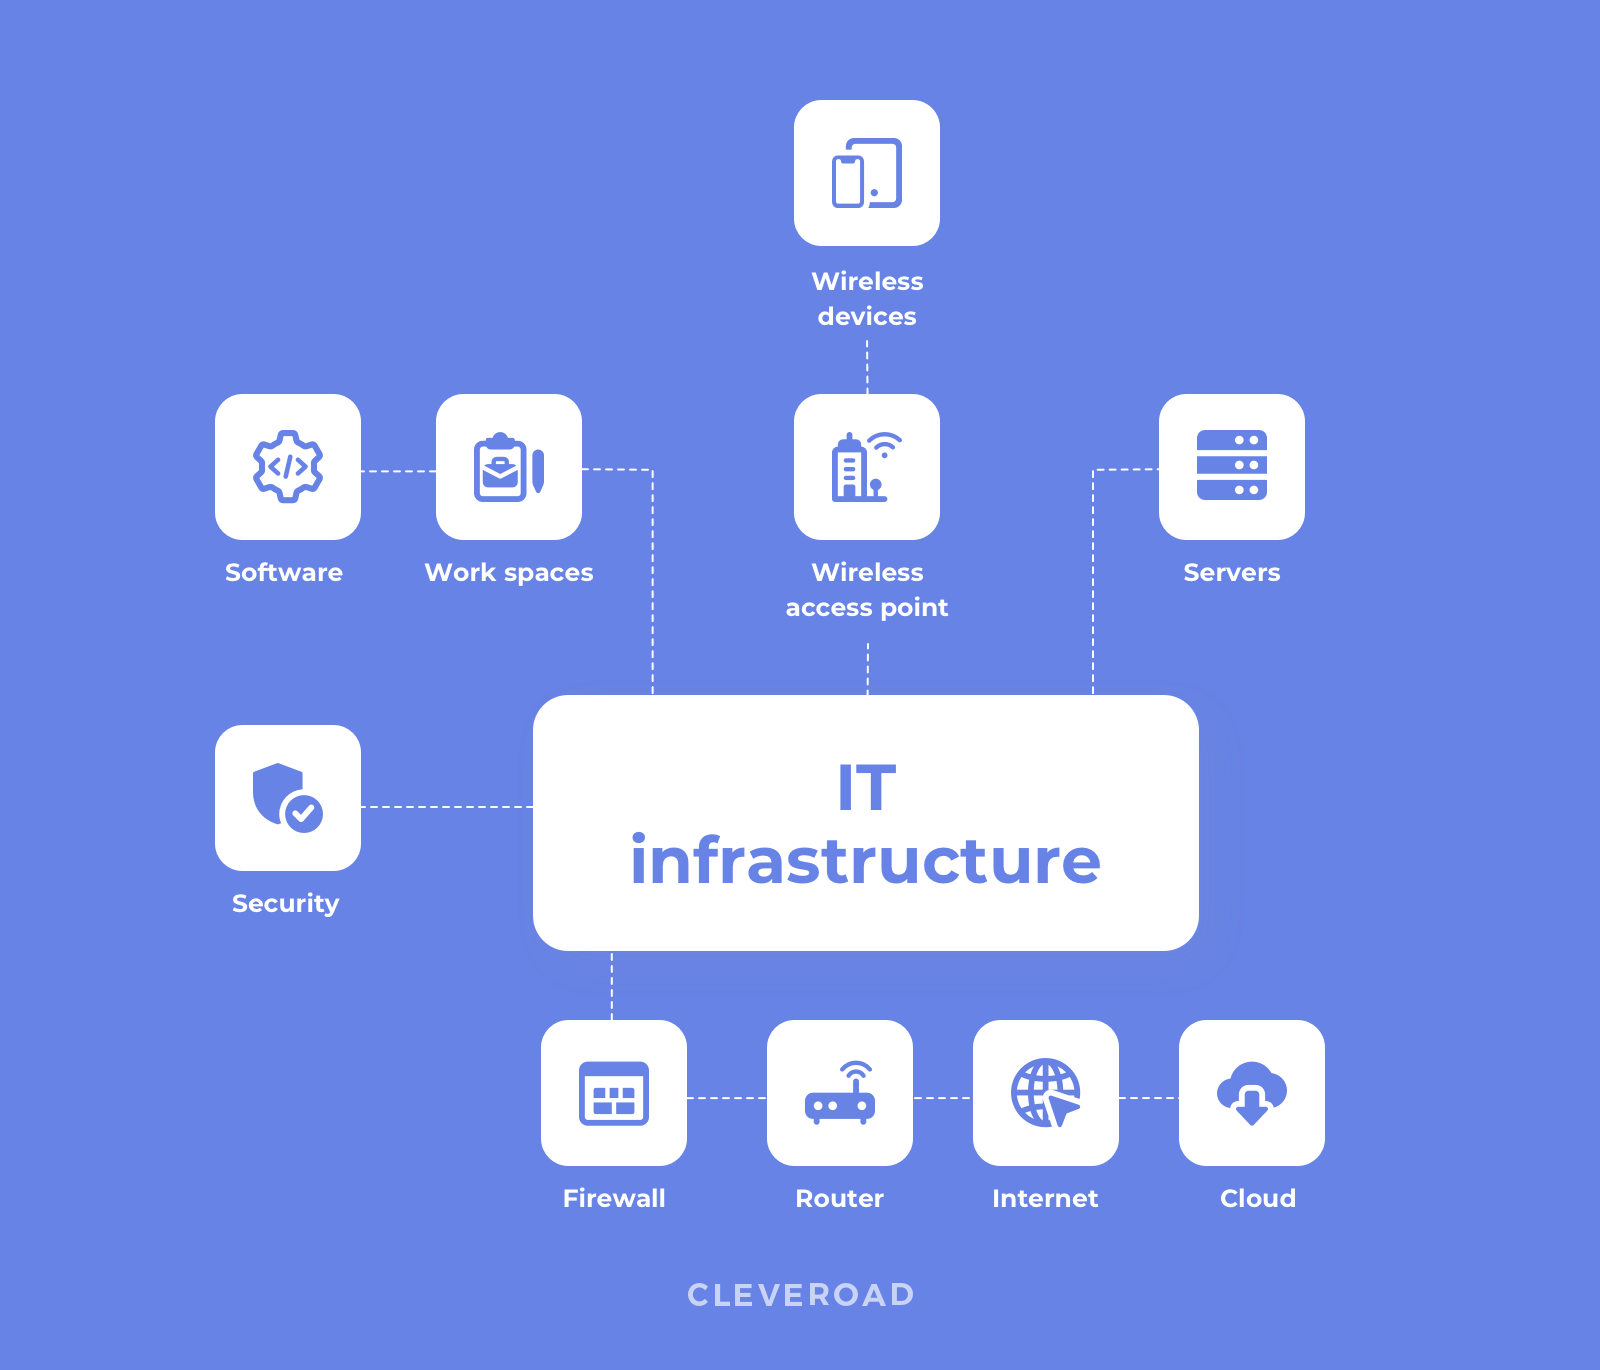 Wireless
devices
Software
Work spaces
Wireless
access point
Servers
IT
infrastructure
Security
Firewall
Router
Internet
Cloud
CLEVEROAD